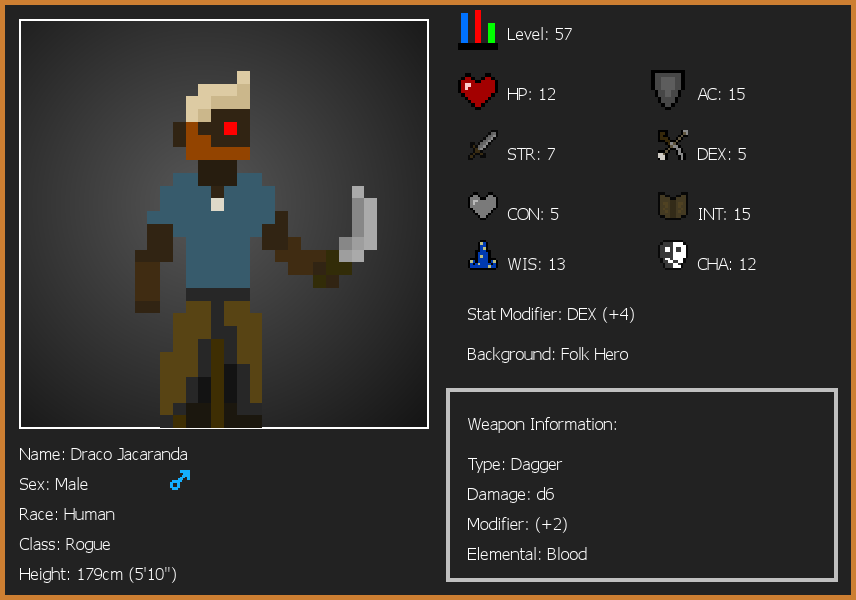 Level: 57
HP: 12
AC: 15
STR: 7
DEX: 5
CON: 5
INT: 15
WIS: 13
CHA: 12
Stat Modifier: DEX (+4)
Background: Folk Hero
Weapon Information:
Type: Dagger
Damage: d6
Modifier: (+2)
Elemental: Blood
Name: Draco Jacaranda
Sex: Male
Race: Human
Class: Rogue
Height: 179cm (5'10")